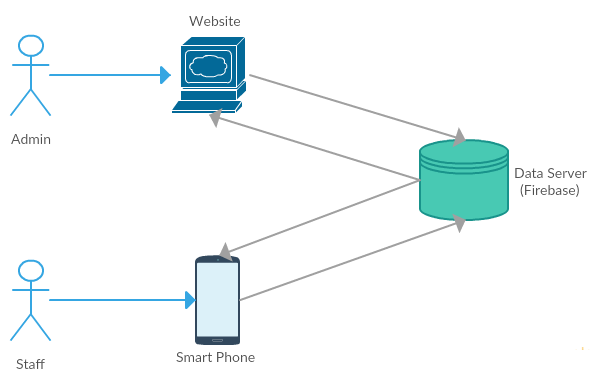 Website
Admin
Data Server
(Firebase)
Smart Phone
Staff